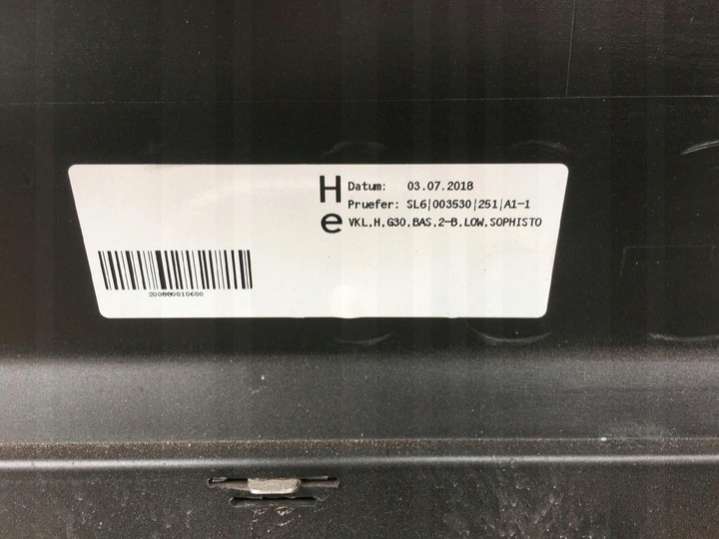 H Datum: 03.07.2018
Pruefer: SL6|003530|251|A1-1
e VKL,H,G30,BAS,2-B,LOW,SOPHISTO